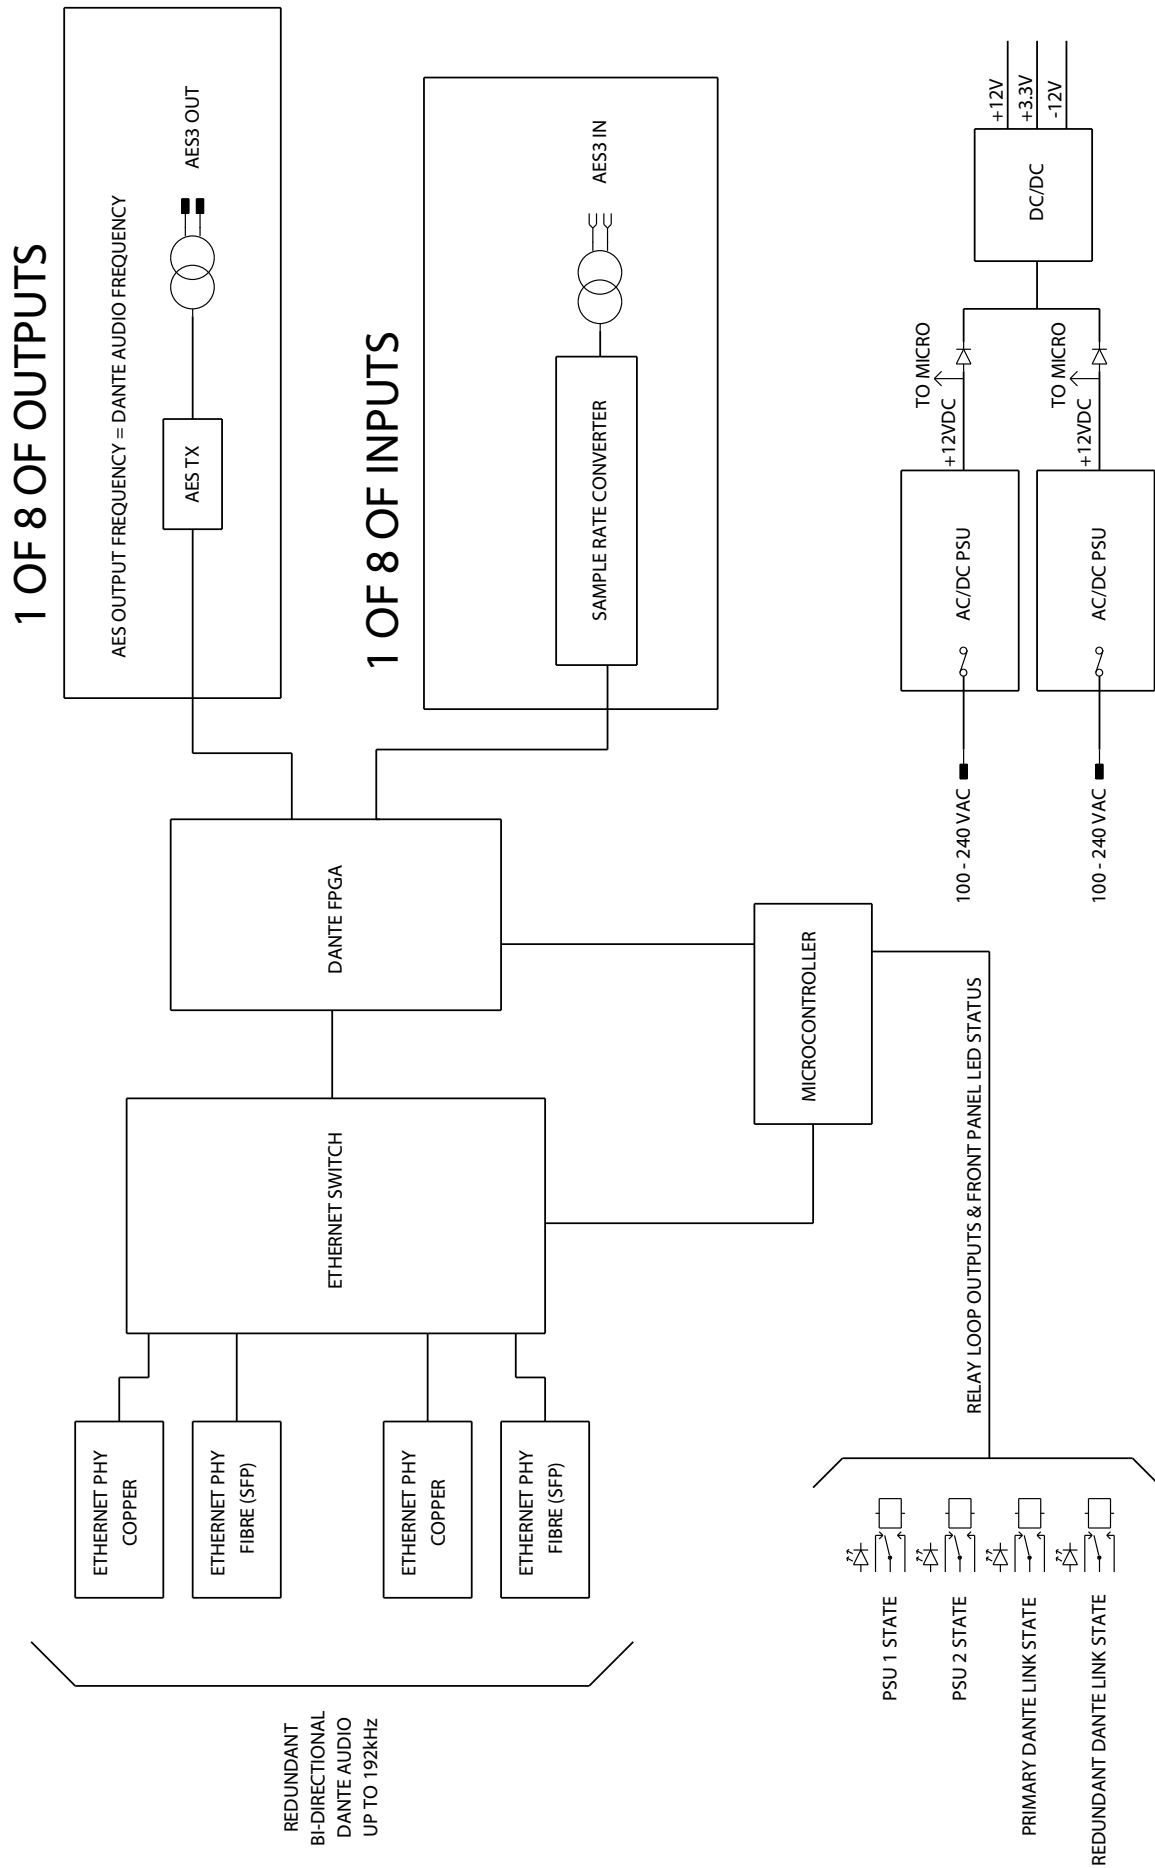 1 OF 8 OF OUTPUTS
AES OUTPUT FREQUENCY = DANTE AUDIO FREQUENCY
AES TX
AES3 OUT
1 OF 8 OF INPUTS
SAMPLE RATE CONVERTER
AES3 IN
DANTE FPGA
ETHERNET SWITCH
ETHERNET PHY
COPPER
ETHERNET PHY
FIBRE (SFP)
ETHERNET PHY
COPPER
ETHERNET PHY
FIBRE (SFP)
REDUNDANT
BI-DIRECTIONAL
DANTE AUDIO
UP TO 192kHz
MICROCONTROLLER
RELAY LOOP OUTPUTS & FRONT PANEL LED STATUS
PSU 1 STATE
PSU 2 STATE
PRIMARY DANTE LINK STATE
REDUNDANT DANTE LINK STATE
100 - 240 VAC
AC/DC PSU
+12VDC
TO MICRO
100 - 240 VAC
AC/DC PSU
+12VDC
TO MICRO
DC/DC
+12V
+3.3V
-12V